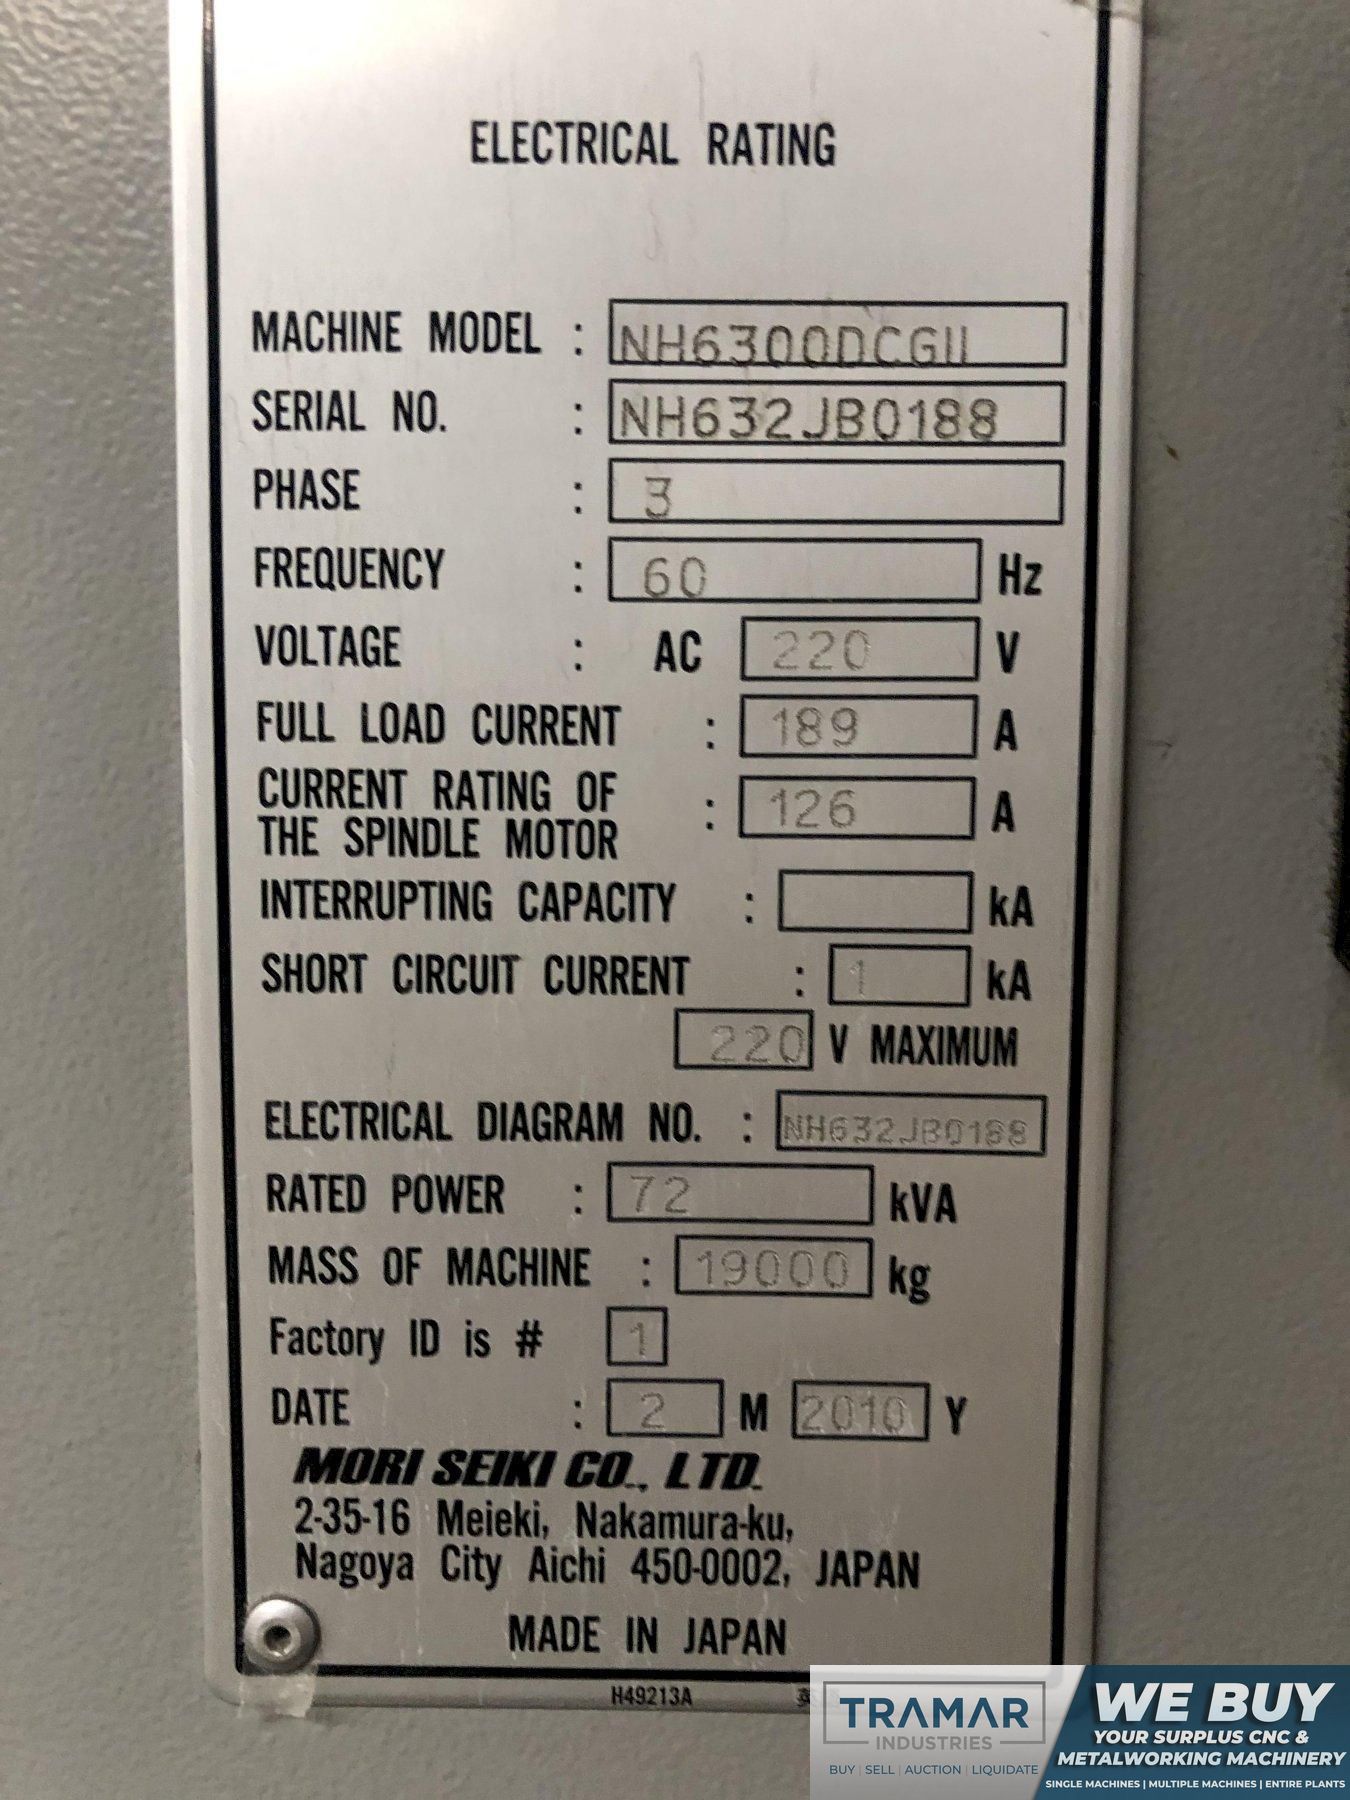 ELECTRICAL RATING
MACHINE MODEL : NH6300DCGII
SERIAL NO. : NH632JB0188
PHASE : 3
FREQUENCY : 60 Hz
VOLTAGE : AC 220 V
FULL LOAD CURRENT : 189 A
CURRENT RATING OF
THE SPINDLE MOTOR : 126 A
INTERRUPTING CAPACITY : kA
SHORT CIRCUIT CURRENT : 1 kA
220 V MAXIMUM
ELECTRICAL DIAGRAM NO. : NH632JB0188
RATED POWER : 72 kVA
MASS OF MACHINE : 19000 kg
Factory ID is # 1
DATE : 2 M 2010 Y
MORI SEIKI CO., LTD.
2-35-16 Meieki, Nakamura-ku,
Nagoya City Aichi 450-0002, JAPAN
MADE IN JAPAN
H49213A
TRAMAR
INDUSTRIES
BUY | SELL | AUCTION | LIQUIDATE
WE BUY
YOUR SURPLUS CNC &
METALWORKING MACHINERY
SINGLE MACHINES | MULTIPLE MACHINES | ENTIRE PLANTS